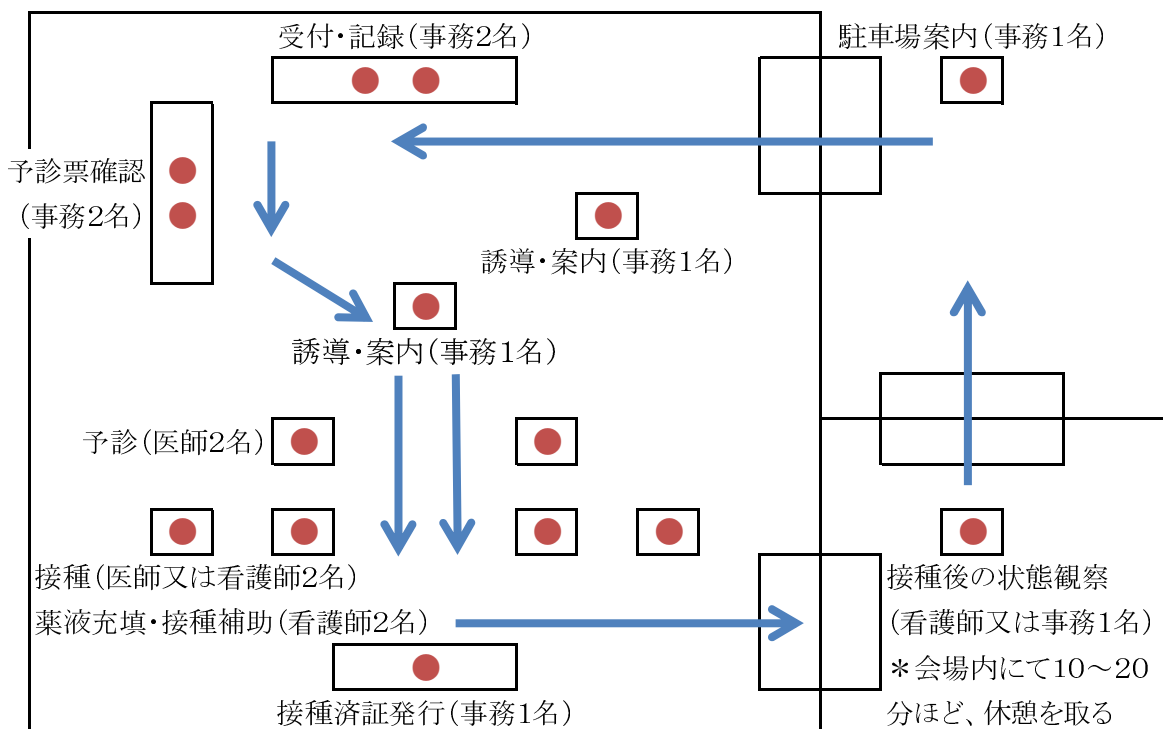 受付・記録(事務2名)
駐車場案内(事務1名)
予診票確認
(事務2名)
誘導・案内(事務1名)
誘導・案内(事務1名)
予診(医師2名)
接種(医師又は看護師2名)
薬液充填・接種補助(看護師2名)
接種済証発行(事務1名)
接種後の状態観察
(看護師又は事務1名)
＊会場内にて10～20
分ほど、休憩を取る